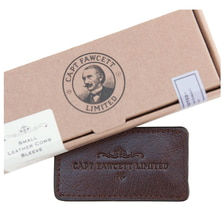 CAPT FAWCETT
LIMITED
SMALL
LEATHER COMB
SLEEVE
CAPT FAWCETT LIMITED